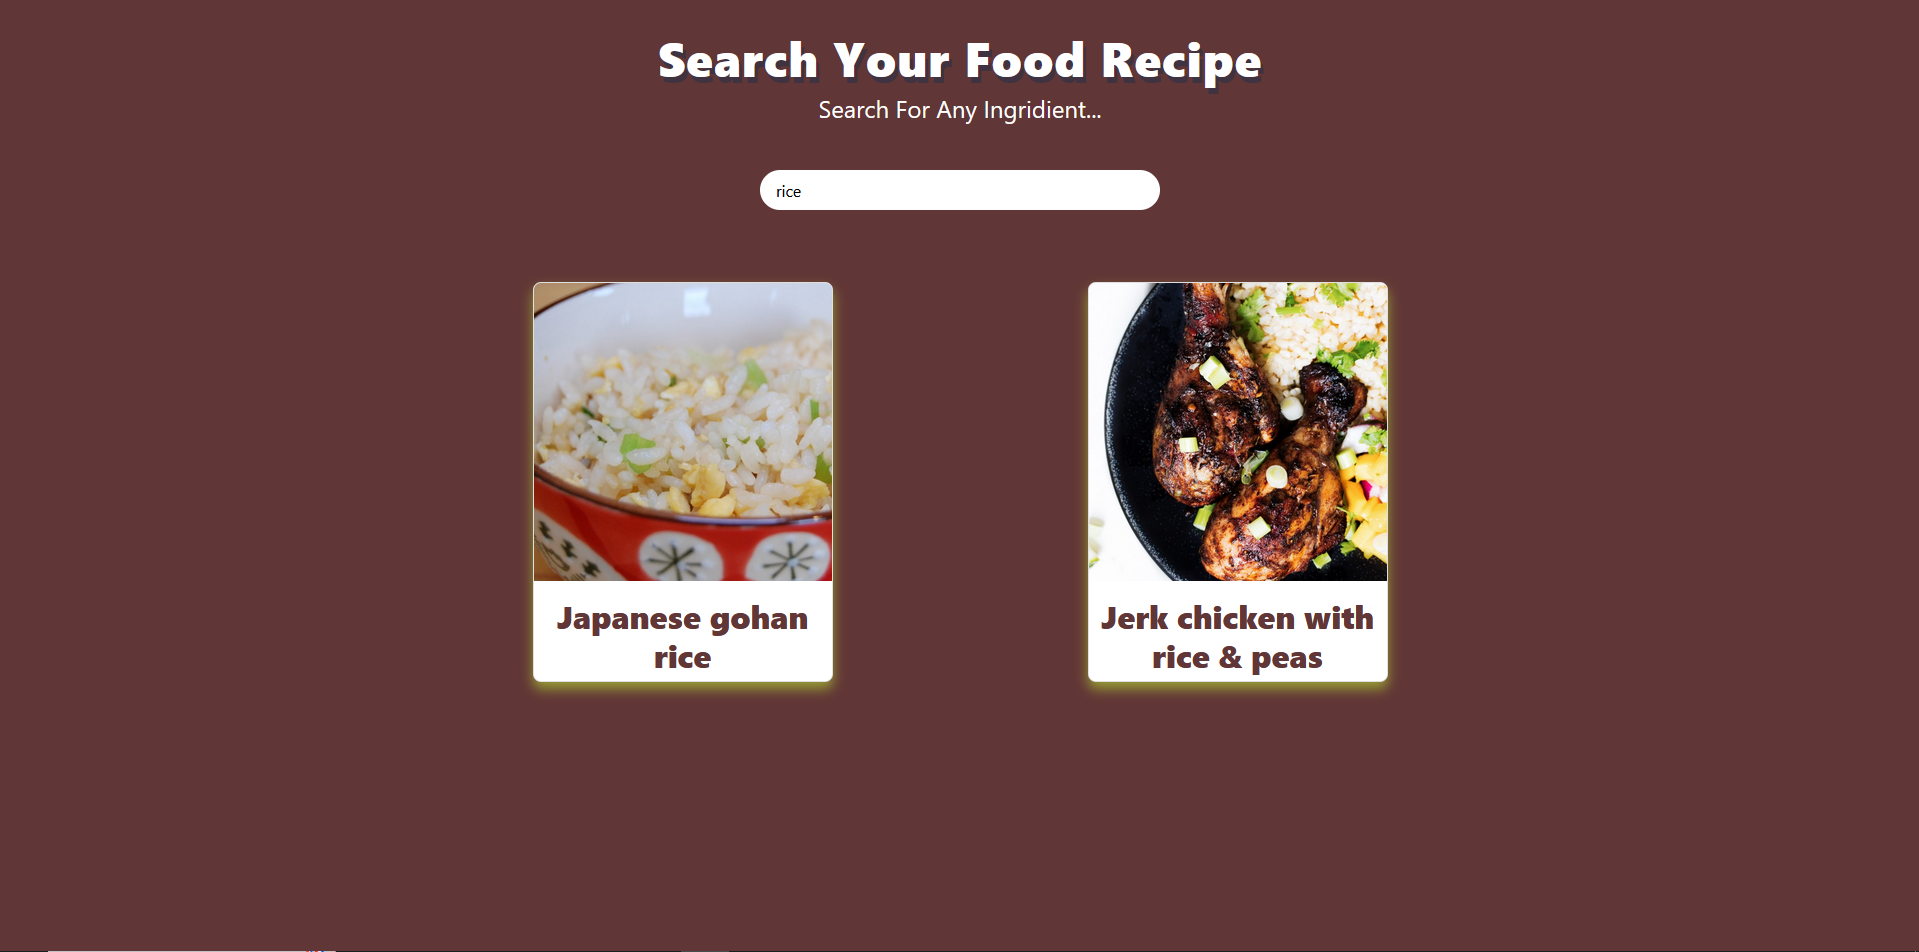 Search Your Food Recipe
Search For Any Ingridient...
rice
Japanese gohan
rice
Jerk chicken with
rice & peas